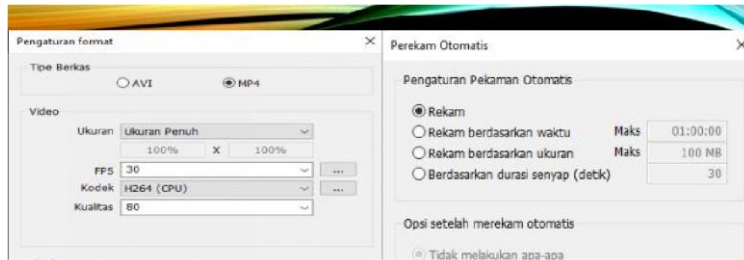 Pengaturan format
Tipe Berkas
AVI MP4
Video
Ukuran Ukuran Penuh
100% X 100%
FPS 30 ...
Kodek H264 (CPU) ...
Kualitas 80
Perekam Otomatis
Pengaturan Pekaman Otomatis
Rekam
Rekam berdasarkan waktu Maks 01:00:00
Rekam berdasarkan ukuran Maks 100 MB
Berdasarkan durasi senyap (detik) 30
Opsi setelah merekam otomatis
Tidak melakukan apa-apa